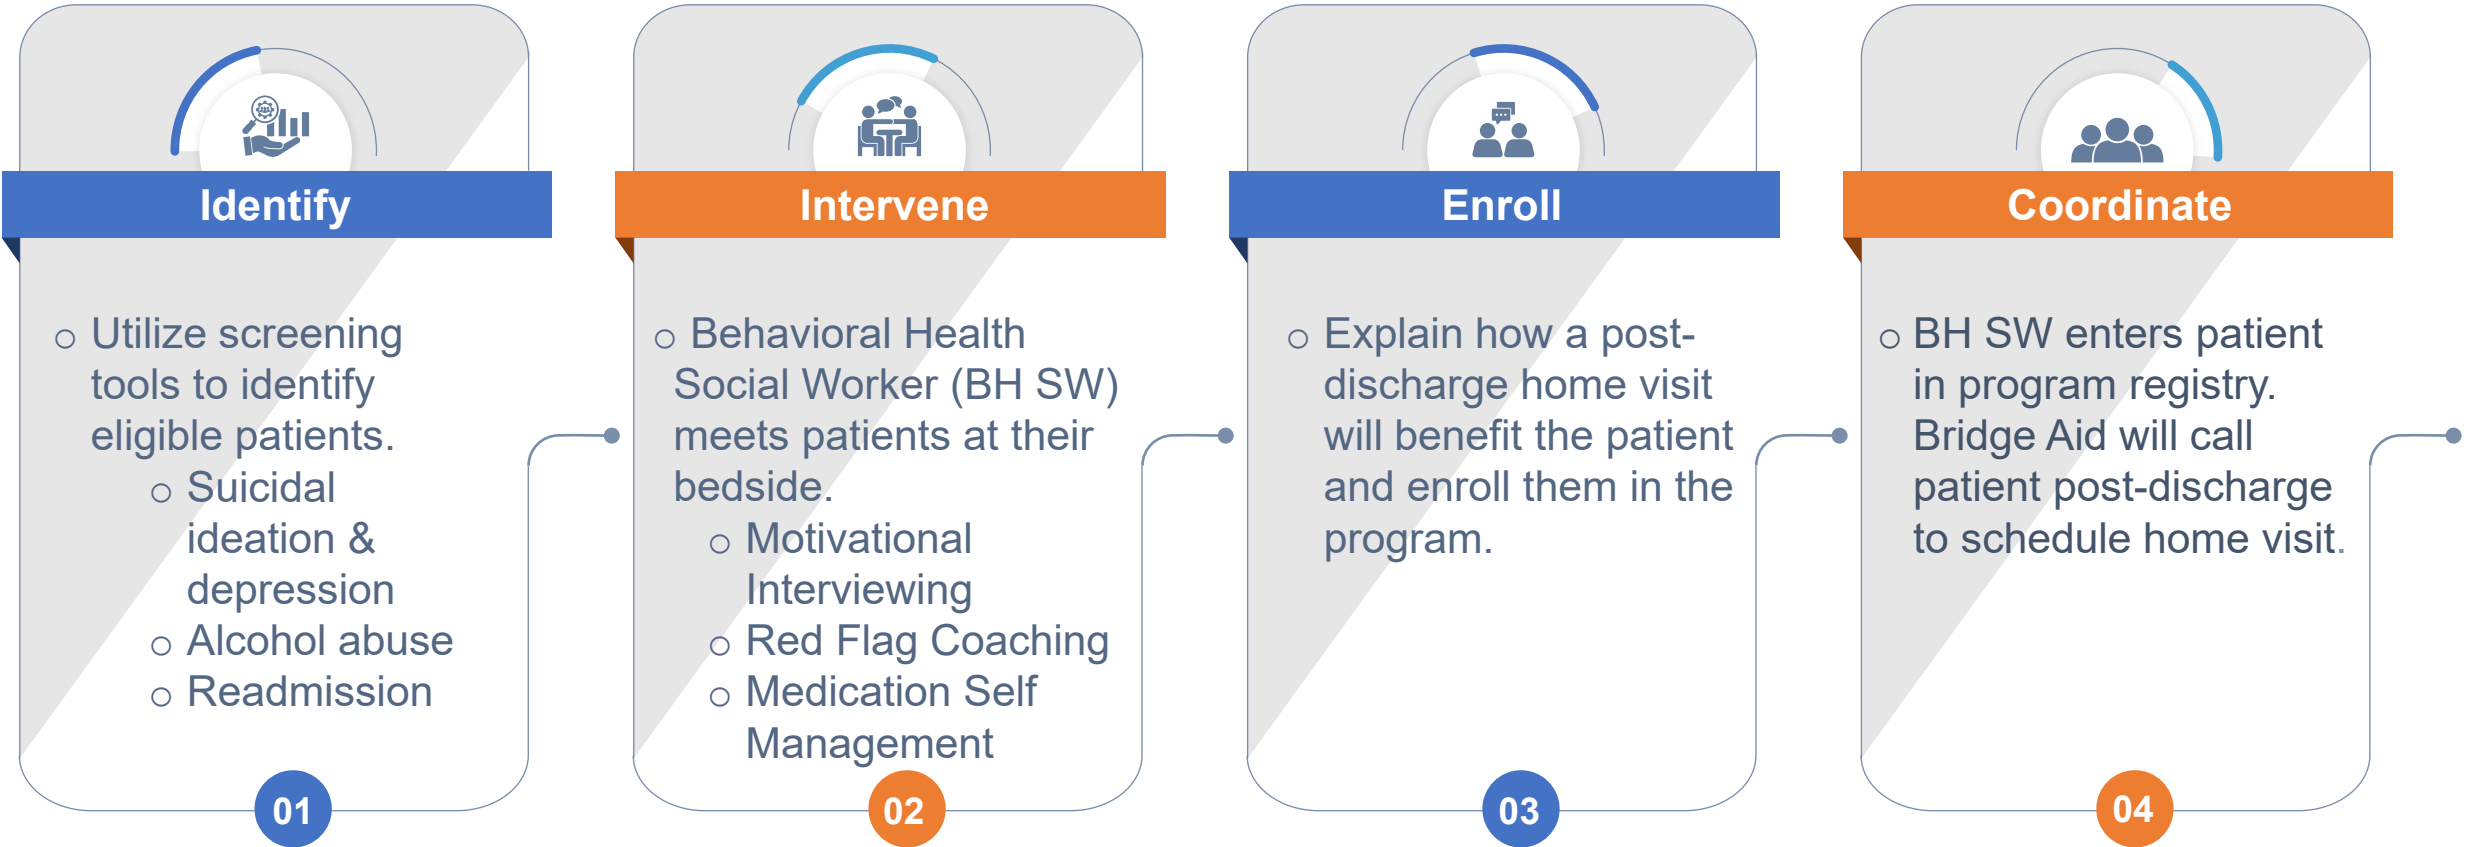 Identify
○ Utilize screening
tools to identify
eligible patients.
○ Suicidal
ideation &
depression
○ Alcohol abuse
○ Readmission
01
Intervene
○ Behavioral Health
Social Worker (BH SW)
meets patients at their
bedside.
○ Motivational
Interviewing
○ Red Flag Coaching
○ Medication Self
Management
02
Enroll
○ Explain how a post-
discharge home visit
will benefit the patient
and enroll them in the
program.
03
Coordinate
○ BH SW enters patient
in program registry.
Bridge Aid will call
patient post-discharge
to schedule home visit.
04